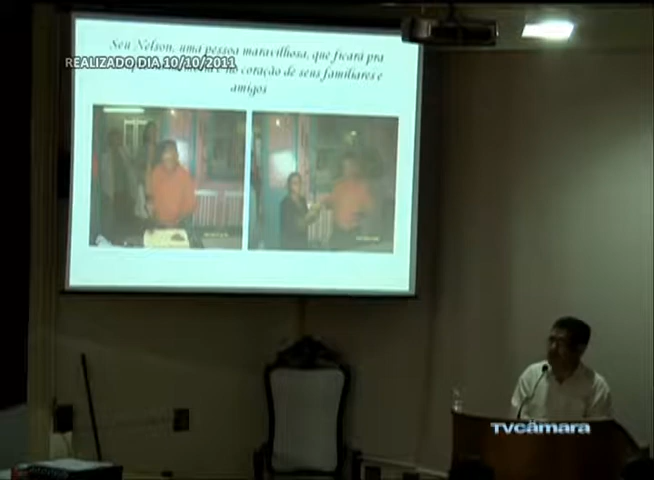 Seu Nelson, uma pessoa maravilhosa, que ficará pra
REALIZADO DIA 10/10/2011
no coração de seus familiares e
amigos
TVCÂMARA